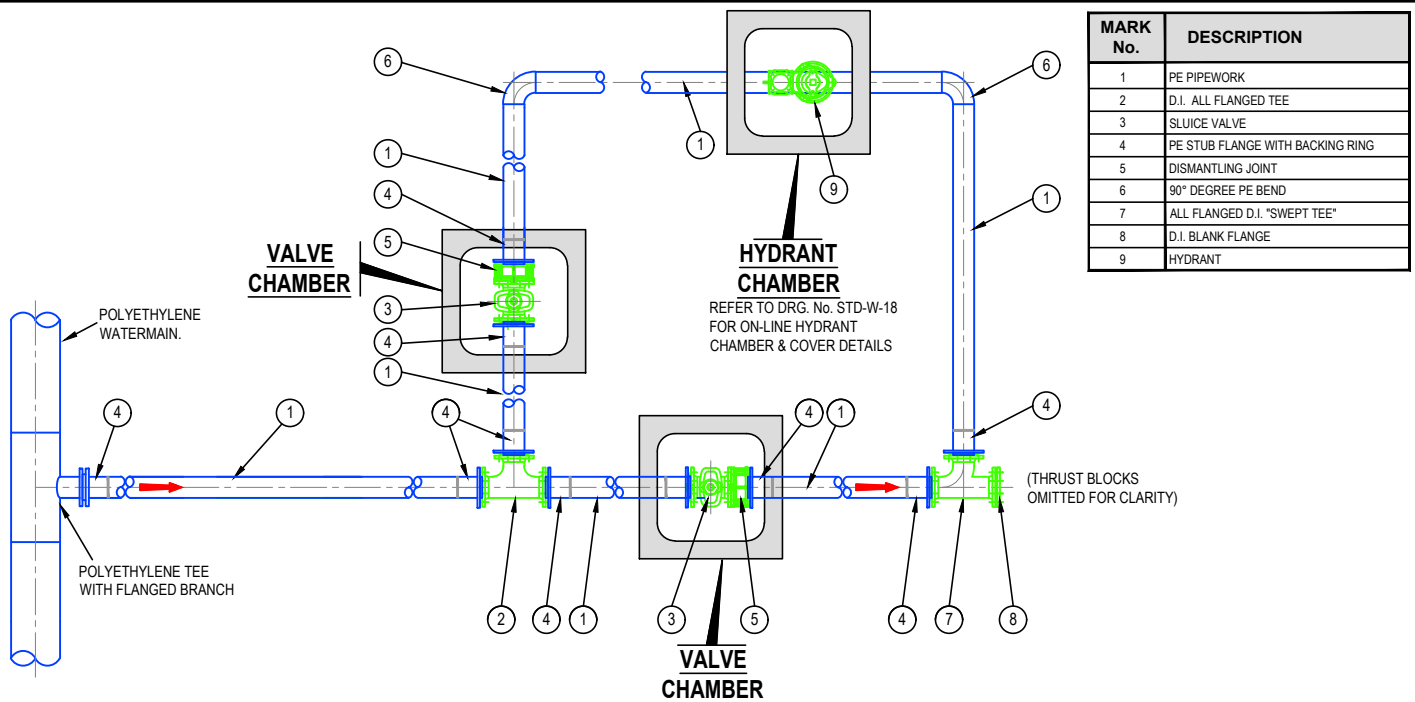 MARK No. DESCRIPTION
1 PE PIPEWORK
2 D.I. ALL FLANGED TEE
3 SLUICE VALVE
4 PE STUB FLANGE WITH BACKING RING
5 DISMANTLING JOINT
6 90° DEGREE PE BEND
7 ALL FLANGED D.I. "SWEPT TEE"
8 D.I. BLANK FLANGE
9 HYDRANT
6
6
1
1
9
4
1
5
VALVE
CHAMBER
3
4
1
HYDRANT
CHAMBER
REFER TO DRG. No. STD-W-18
FOR ON-LINE HYDRANT
CHAMBER & COVER DETAILS
POLYETHYLENE
WATERMAIN.
4
1
4
4
1
4
(THRUST BLOCKS
OMITTED FOR CLARITY)
POLYETHYLENE TEE
WITH FLANGED BRANCH
2
4
1
3
5
4
7
8
VALVE
CHAMBER